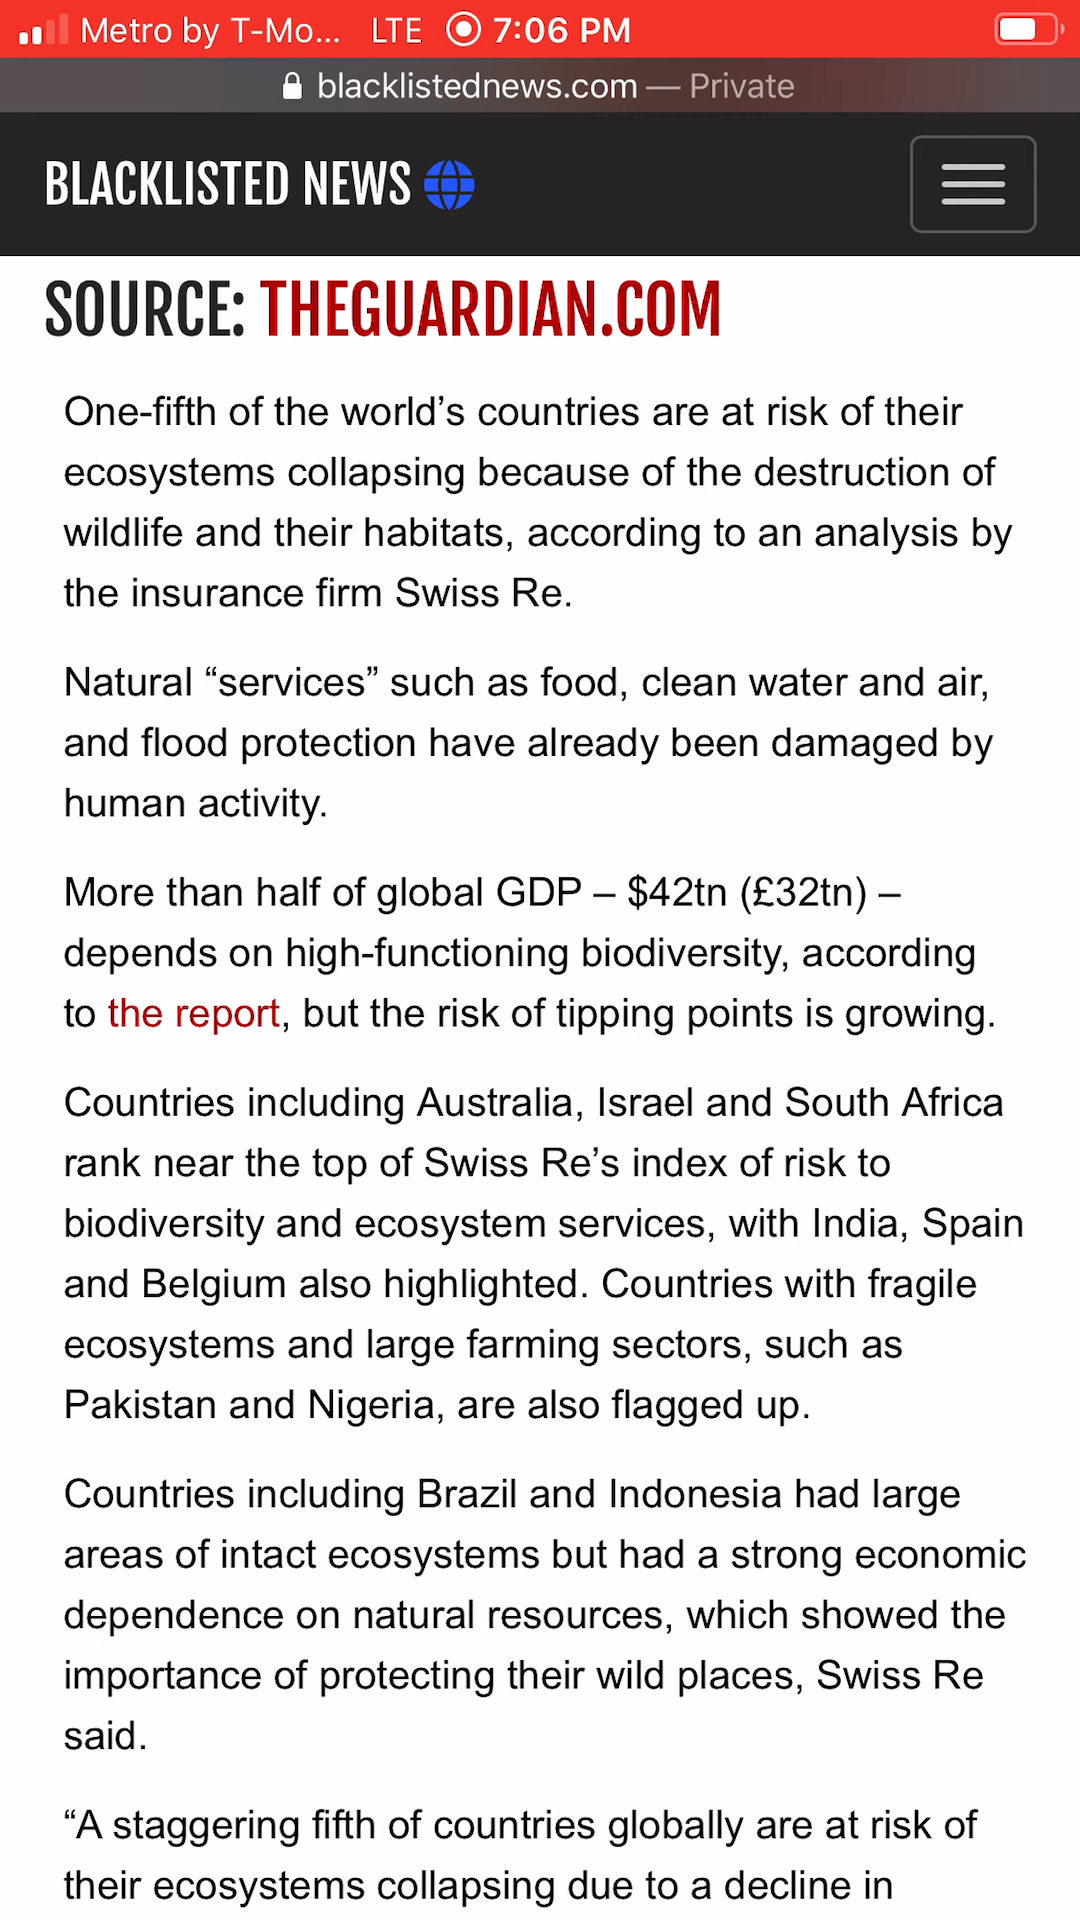 Metro by T-Mo... LTE 7:06 PM
blacklistednews.com — Private
BLACKLISTED NEWS
SOURCE: THEGUARDIAN.COM
One-fifth of the world’s countries are at risk of their
ecosystems collapsing because of the destruction of
wildlife and their habitats, according to an analysis by
the insurance firm Swiss Re.
Natural “services” such as food, clean water and air,
and flood protection have already been damaged by
human activity.
More than half of global GDP – $42tn (£32tn) –
depends on high-functioning biodiversity, according
to the report, but the risk of tipping points is growing.
Countries including Australia, Israel and South Africa
rank near the top of Swiss Re’s index of risk to
biodiversity and ecosystem services, with India, Spain
and Belgium also highlighted. Countries with fragile
ecosystems and large farming sectors, such as
Pakistan and Nigeria, are also flagged up.
Countries including Brazil and Indonesia had large
areas of intact ecosystems but had a strong economic
dependence on natural resources, which showed the
importance of protecting their wild places, Swiss Re
said.
“A staggering fifth of countries globally are at risk of
their ecosystems collapsing due to a decline in